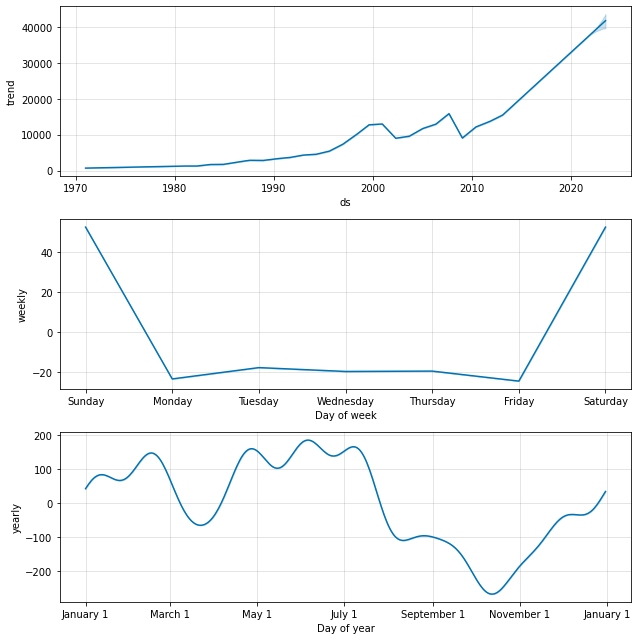 40000
30000
20000
10000
0
trend
1970 1980 1990 2000 2010 2020
ds
40
20
0
−20
weekly
Sunday Monday Tuesday Wednesday Thursday Friday Saturday
Day of week
200
100
0
−100
−200
yearly
January 1 March 1 May 1 July 1 September 1 November 1 January 1
Day of year